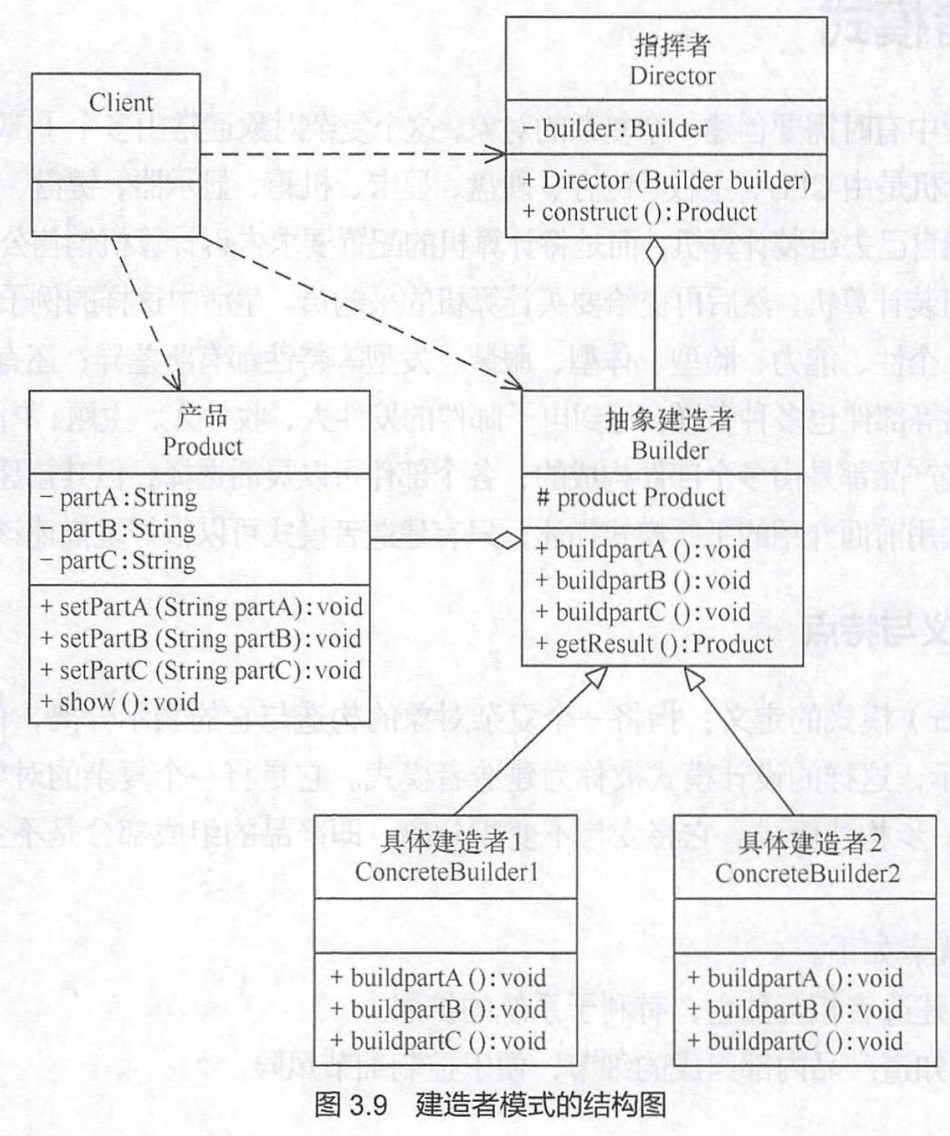 指挥者
Director
− builder:Builder
+ Director (Builder builder)
+ construct ():Product
Client
产品
Product
− partA:String
− partB:String
− partC:String
+ setPartA (String partA):void
+ setPartB (String partB):void
+ setPartC (String partC):void
+ show ():void
抽象建造者
Builder
# product Product
+ buildpartA ():void
+ buildpartB ():void
+ buildpartC ():void
+ getResult ():Product
具体建造者1
ConcreteBuilder1
+ buildpartA ():void
+ buildpartB ():void
+ buildpartC ():void
具体建造者2
ConcreteBuilder2
+ buildpartA ():void
+ buildpartB ():void
+ buildpartC ():void
图 3.9 建造者模式的结构图